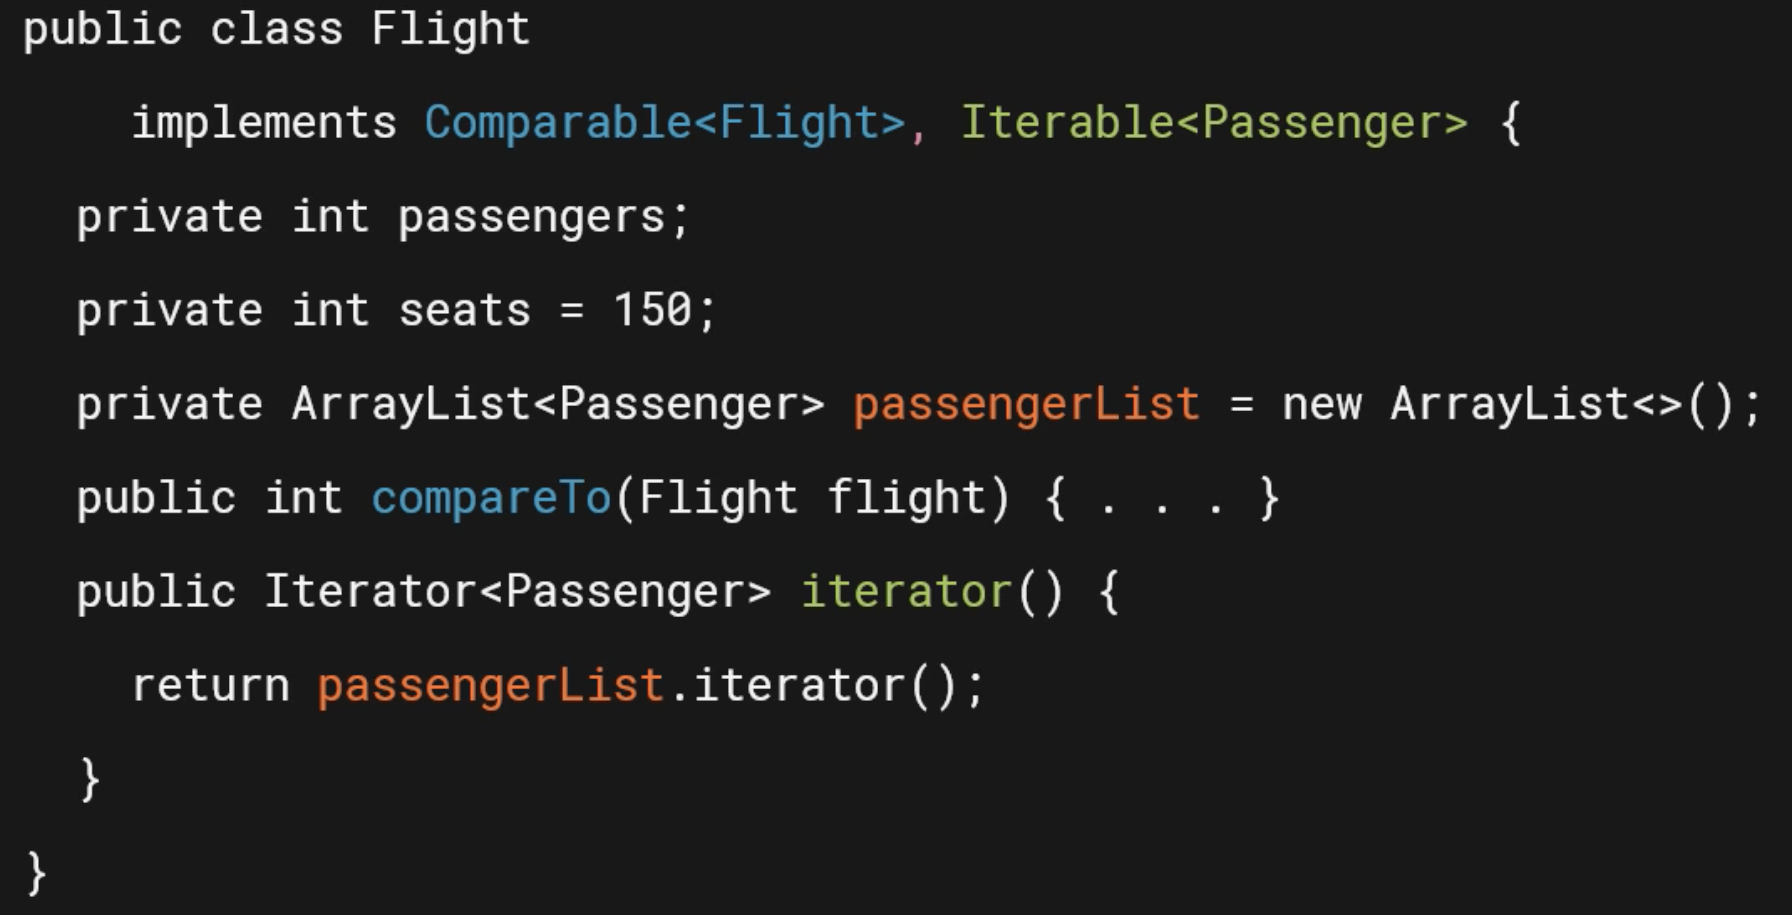 public class Flight
implements Comparable<Flight>, Iterable<Passenger> {
private int passengers;
private int seats = 150;
private ArrayList<Passenger> passengerList = new ArrayList<>();
public int compareTo(Flight flight) { . . . }
public Iterator<Passenger> iterator() {
return passengerList.iterator();
}
}